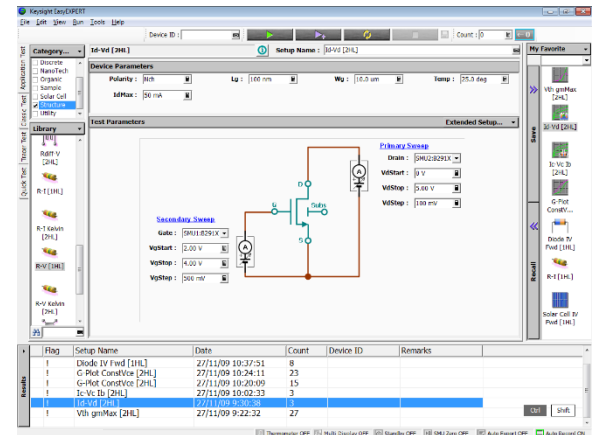 Keysight EasyEXPERT
File Edit View Run Tools Help
Device ID :
Count : 0
Category...
Id-Vd [2HL]
Setup Name : Id-Vd [2HL]
My Favorite
Discrete
NanoTech
Organic
Sample
Solar Cell
Structure
Utility
Device Parameters
Polarity : Nch
Lg : 100 nm
Wg : 10.0 um
Temp : 25.0 deg
IdMax : 50 mA
Test Parameters
Extended Setup...
Library
Rdiff-V
[2HL]
R-I [1HL]
R-I Kelvin
[2HL]
R-V [1HL]
R-V Kelvin
[2HL]
Application Test
Classic Test
Tracer Test
Quick Test
Primary Sweep
Drain : SMU2:B291X
VdStart : 0 V
VdStop : 5.00 V
VdStep : 100 mV
Secondary Sweep
Gate : SMU1:B291X
VgStart : 2.00 V
VgStop : 4.00 V
VgStep : 500 mV
A
A
D
G
Subs
S
Save
Recall
Vth gmMax
[2HL]
Id-Vd [2HL]
Ic-Vc Ib
[2HL]
G-Plot
ConstV...
Diode IV
Fwd [1HL]
R-I [1HL]
Solar Cell IV
Fwd [1HL]
Results
Flag Setup Name Date Count Device ID Remarks
! Diode IV Fwd [1HL] 27/11/09 10:37:51 8
! G-Plot ConstVce [2HL] 27/11/09 10:24:11 23
! G-Plot ConstVce [2HL] 27/11/09 10:20:09 15
! Ic-Vc Ib [2HL] 27/11/09 10:02:33 3
! Id-Vd [2HL] 27/11/09 9:30:38 3
! Vth gmMax [2HL] 27/11/09 9:22:32 27
Ctrl Shift
Thermometer OFF Multi Display OFF Standby OFF SMU Zero OFF Auto Export OFF Auto Record ON